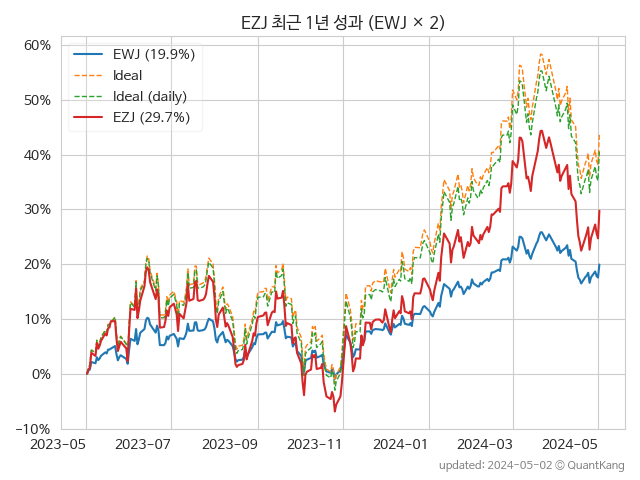 EZJ 최근 1년 성과 (EWJ × 2)
60%
50%
40%
30%
20%
10%
0%
−10%
EWJ (19.9%)
Ideal
Ideal (daily)
EZJ (29.7%)
2023-05
2023-07
2023-09
2023-11
2024-01
2024-03
2024-05
updated: 2024-05-02 © QuantKang